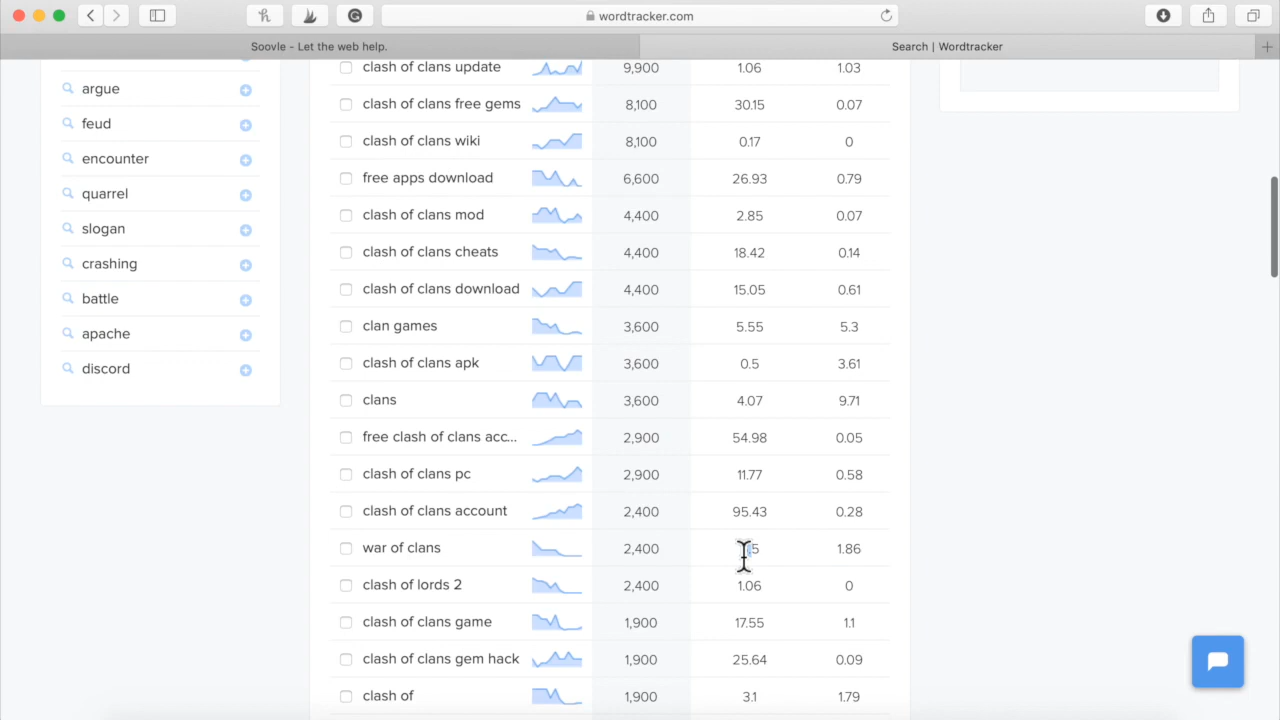 wordtracker.com
Soovle - Let the web help.
Search | Wordtracker
argue
feud
encounter
quarrel
slogan
crashing
battle
apache
discord
clash of clans update 9,900 1.06 1.03
clash of clans free gems 8,100 30.15 0.07
clash of clans wiki 8,100 0.17 0
free apps download 6,600 26.93 0.79
clash of clans mod 4,400 2.85 0.07
clash of clans cheats 4,400 18.42 0.14
clash of clans download 4,400 15.05 0.61
clan games 3,600 5.55 5.3
clash of clans apk 3,600 0.5 3.61
clans 3,600 4.07 9.71
free clash of clans acc... 2,900 54.98 0.05
clash of clans pc 2,900 11.77 0.58
clash of clans account 2,400 95.43 0.28
war of clans 2,400 1.86
clash of lords 2 2,400 1.06 0
clash of clans game 1,900 17.55 1.1
clash of clans gem hack 1,900 25.64 0.09
clash of 1,900 3.1 1.79